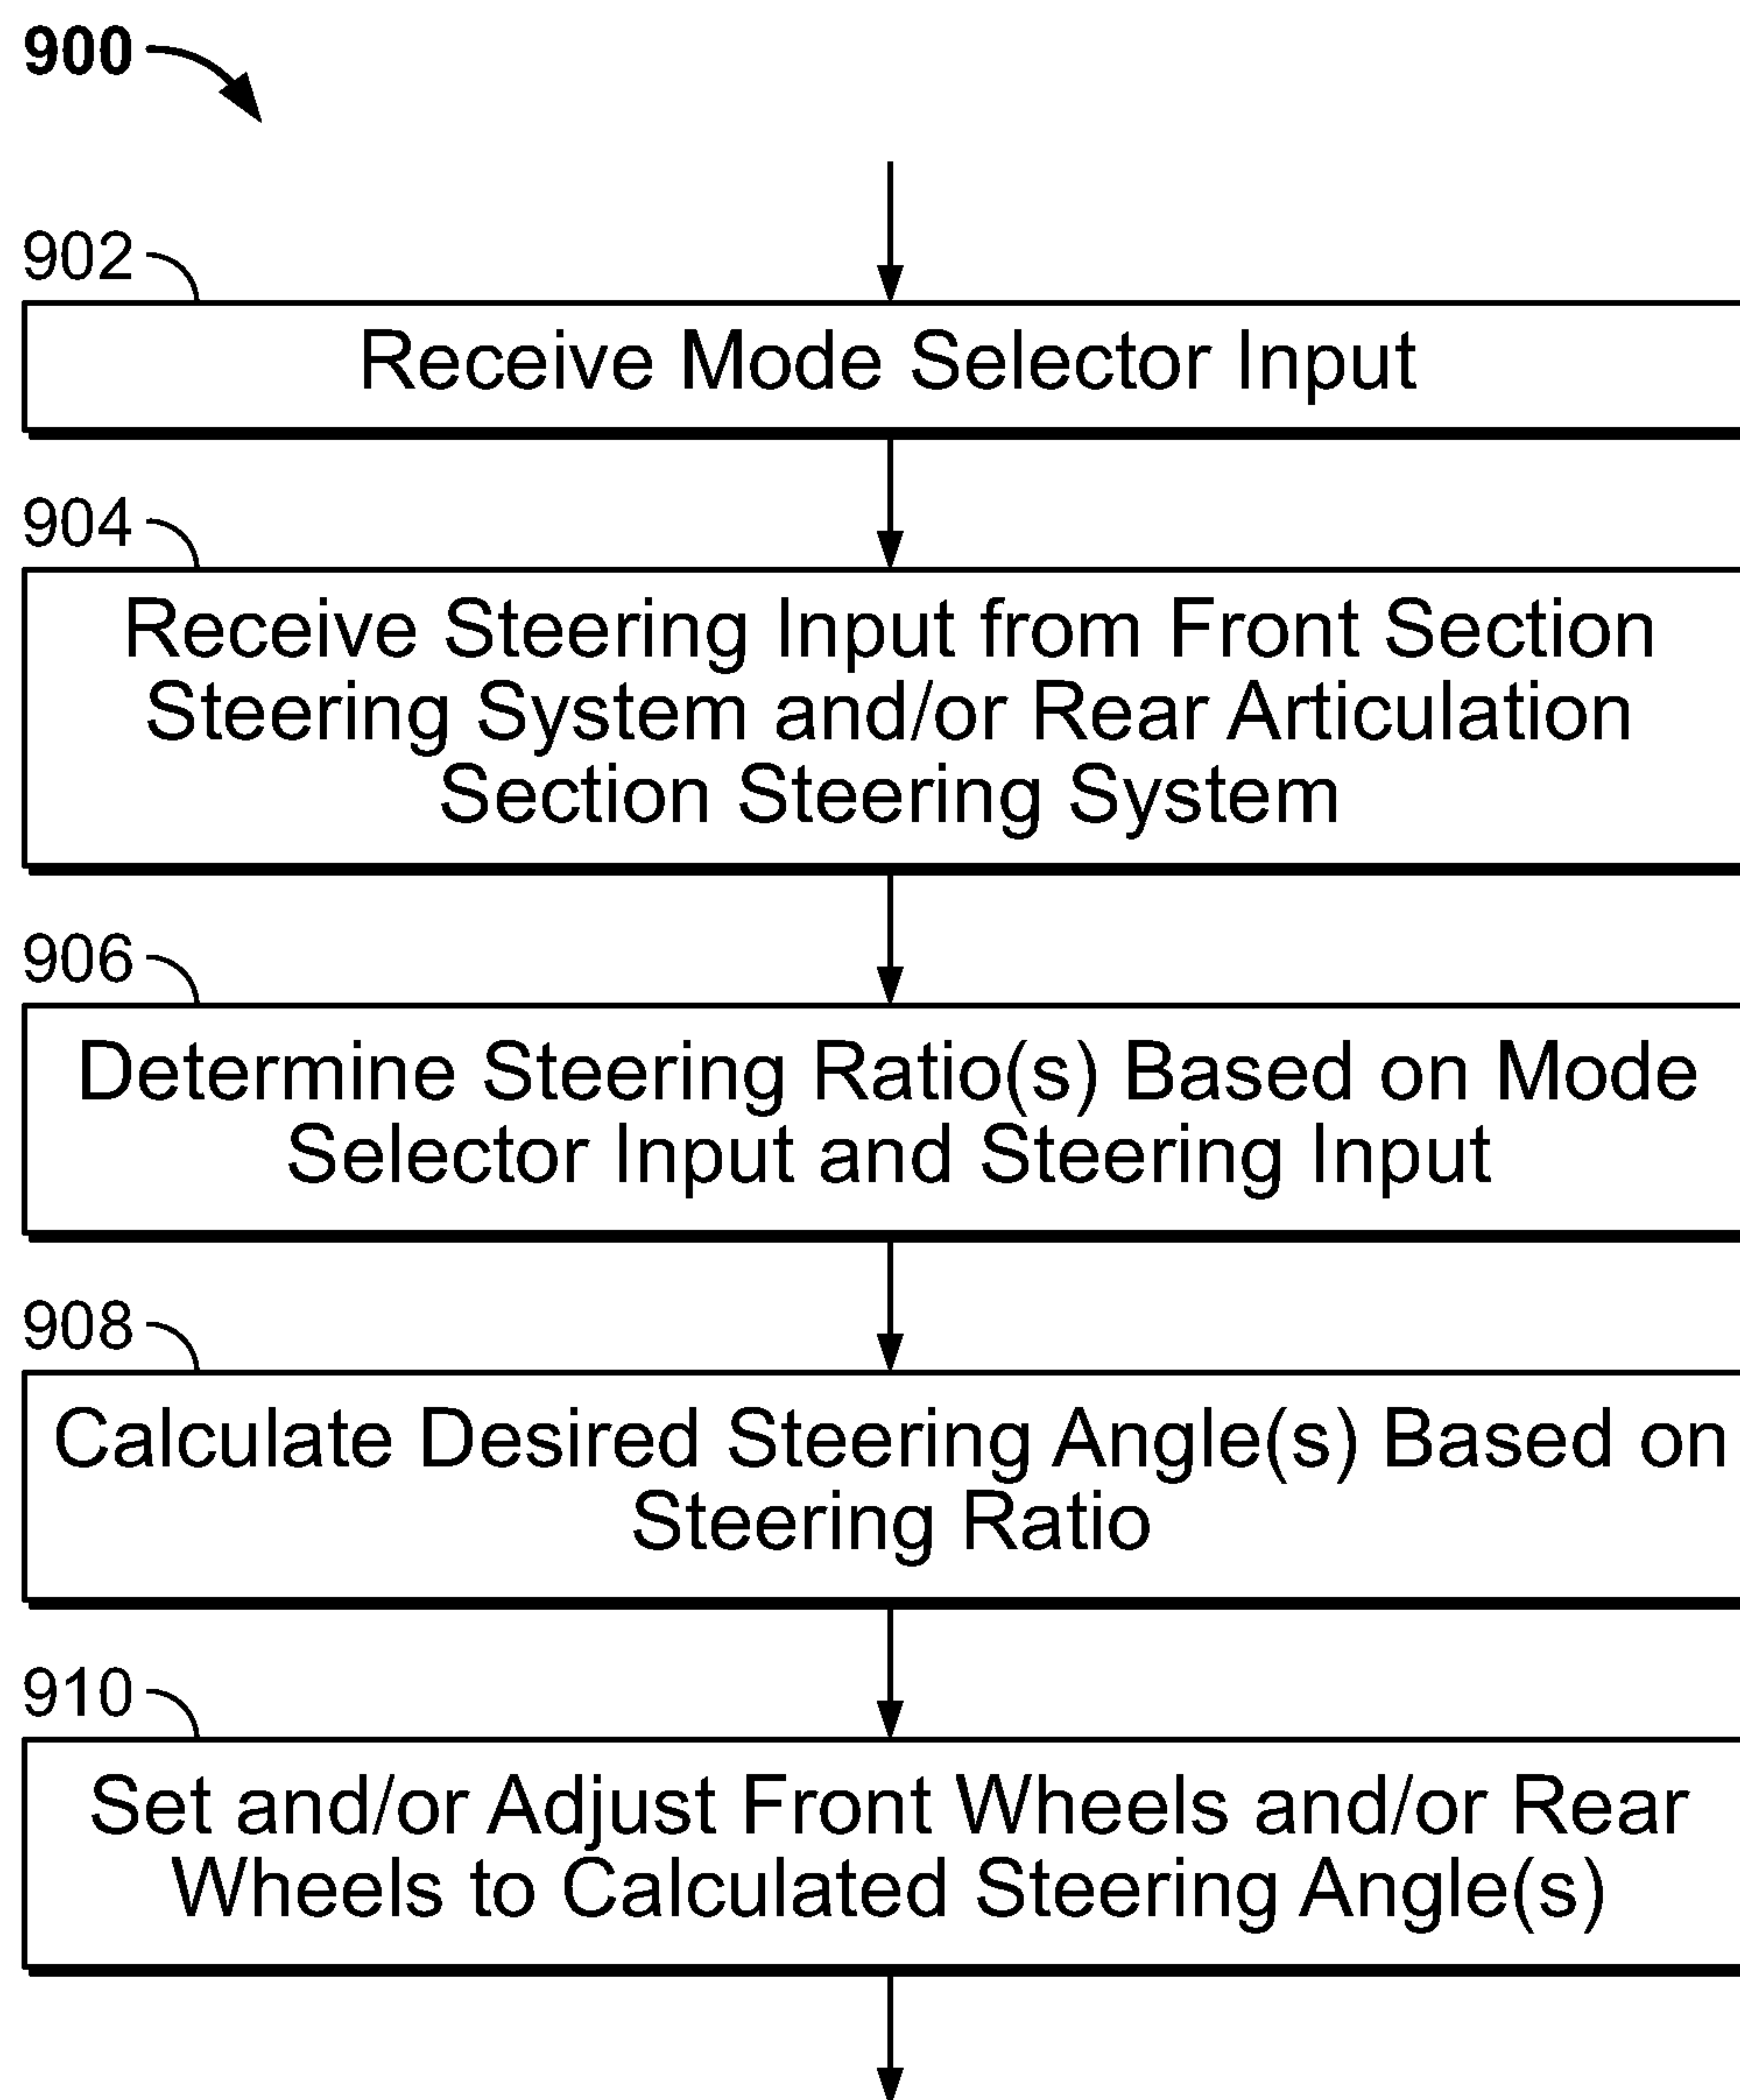 900
902
Receive Mode Selector Input
904
Receive Steering Input from Front Section
Steering System and/or Rear Articulation
Section Steering System
906
Determine Steering Ratio(s) Based on Mode
Selector Input and Steering Input
908
Calculate Desired Steering Angle(s) Based on
Steering Ratio
910
Set and/or Adjust Front Wheels and/or Rear
Wheels to Calculated Steering Angle(s)